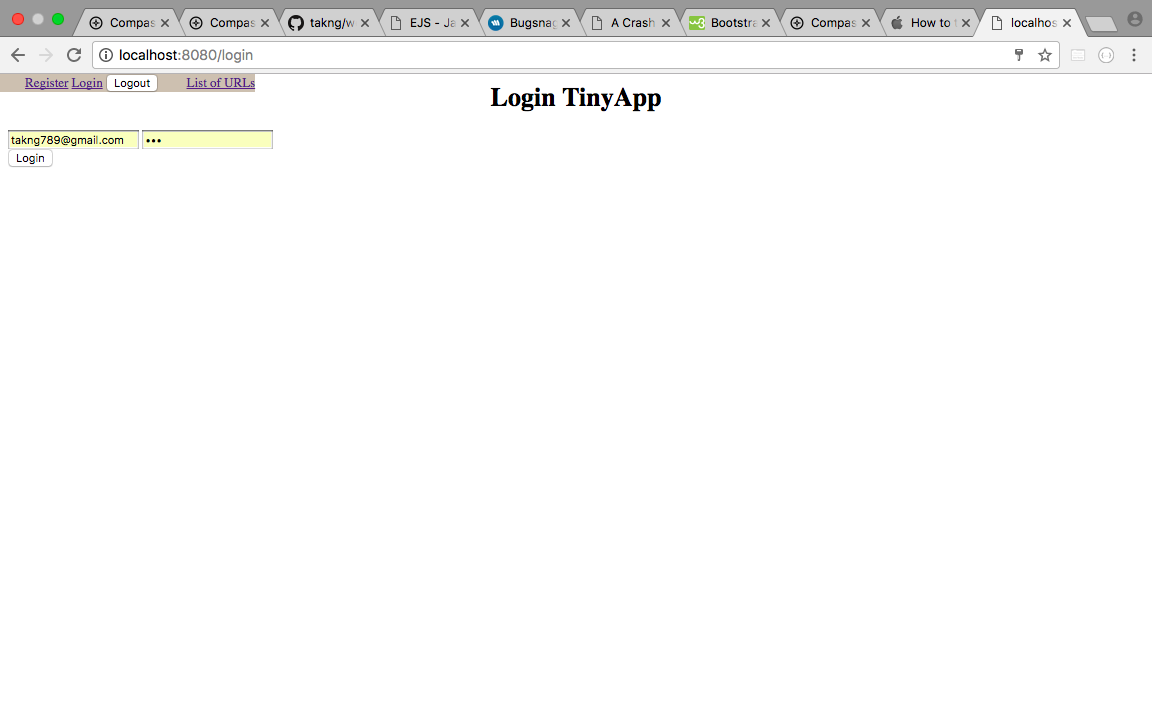 Compas Compas takng/w EJS - Ja Bugsnag A Crash Bootstra Compas How to t localhos
localhost:8080/login
Register Login Logout List of URLs
Login TinyApp
takng789@gmail.com •••
Login